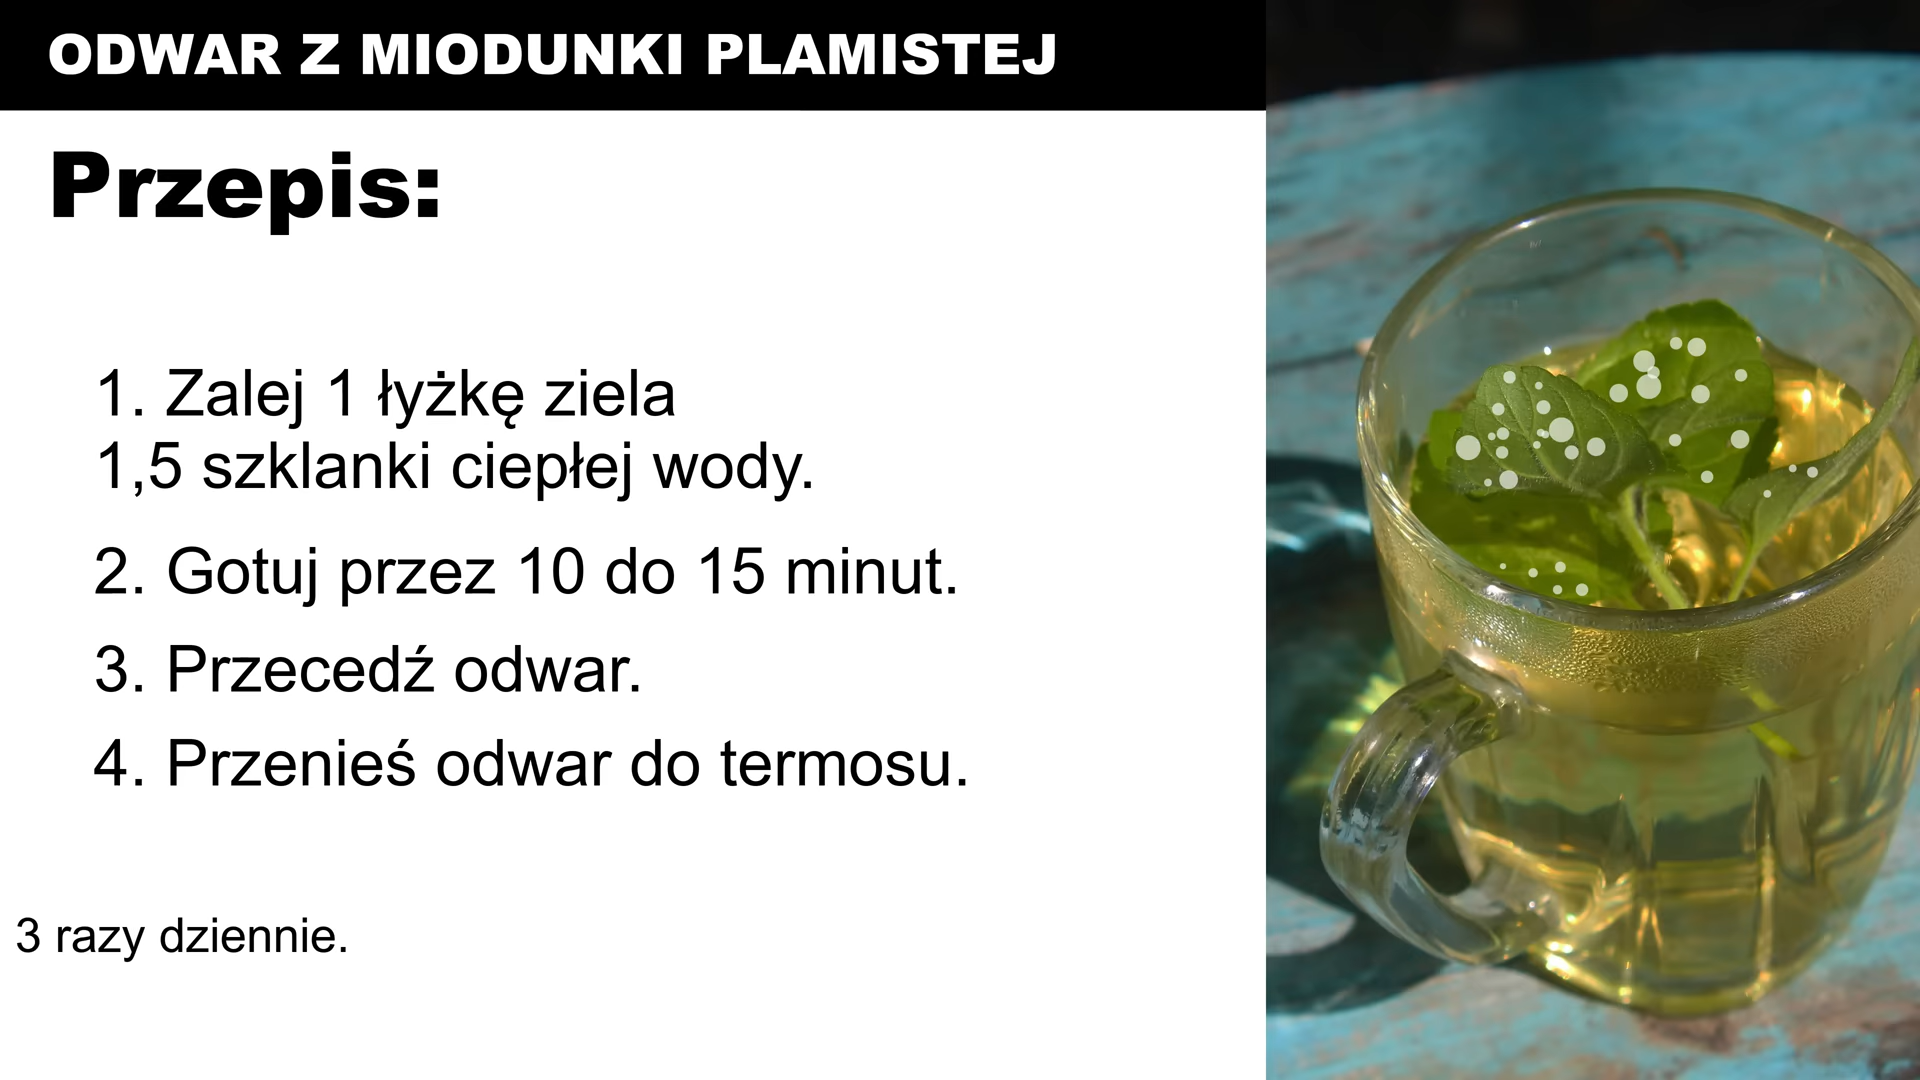 ODWAR Z MIODUNKI PLAMISTEJ
Przepis:
1. Zalej 1 łyżkę ziela
1,5 szklanki ciepłej wody.
2. Gotuj przez 10 do 15 minut.
3. Przecedź odwar.
4. Przenieś odwar do termosu.
3 razy dziennie.